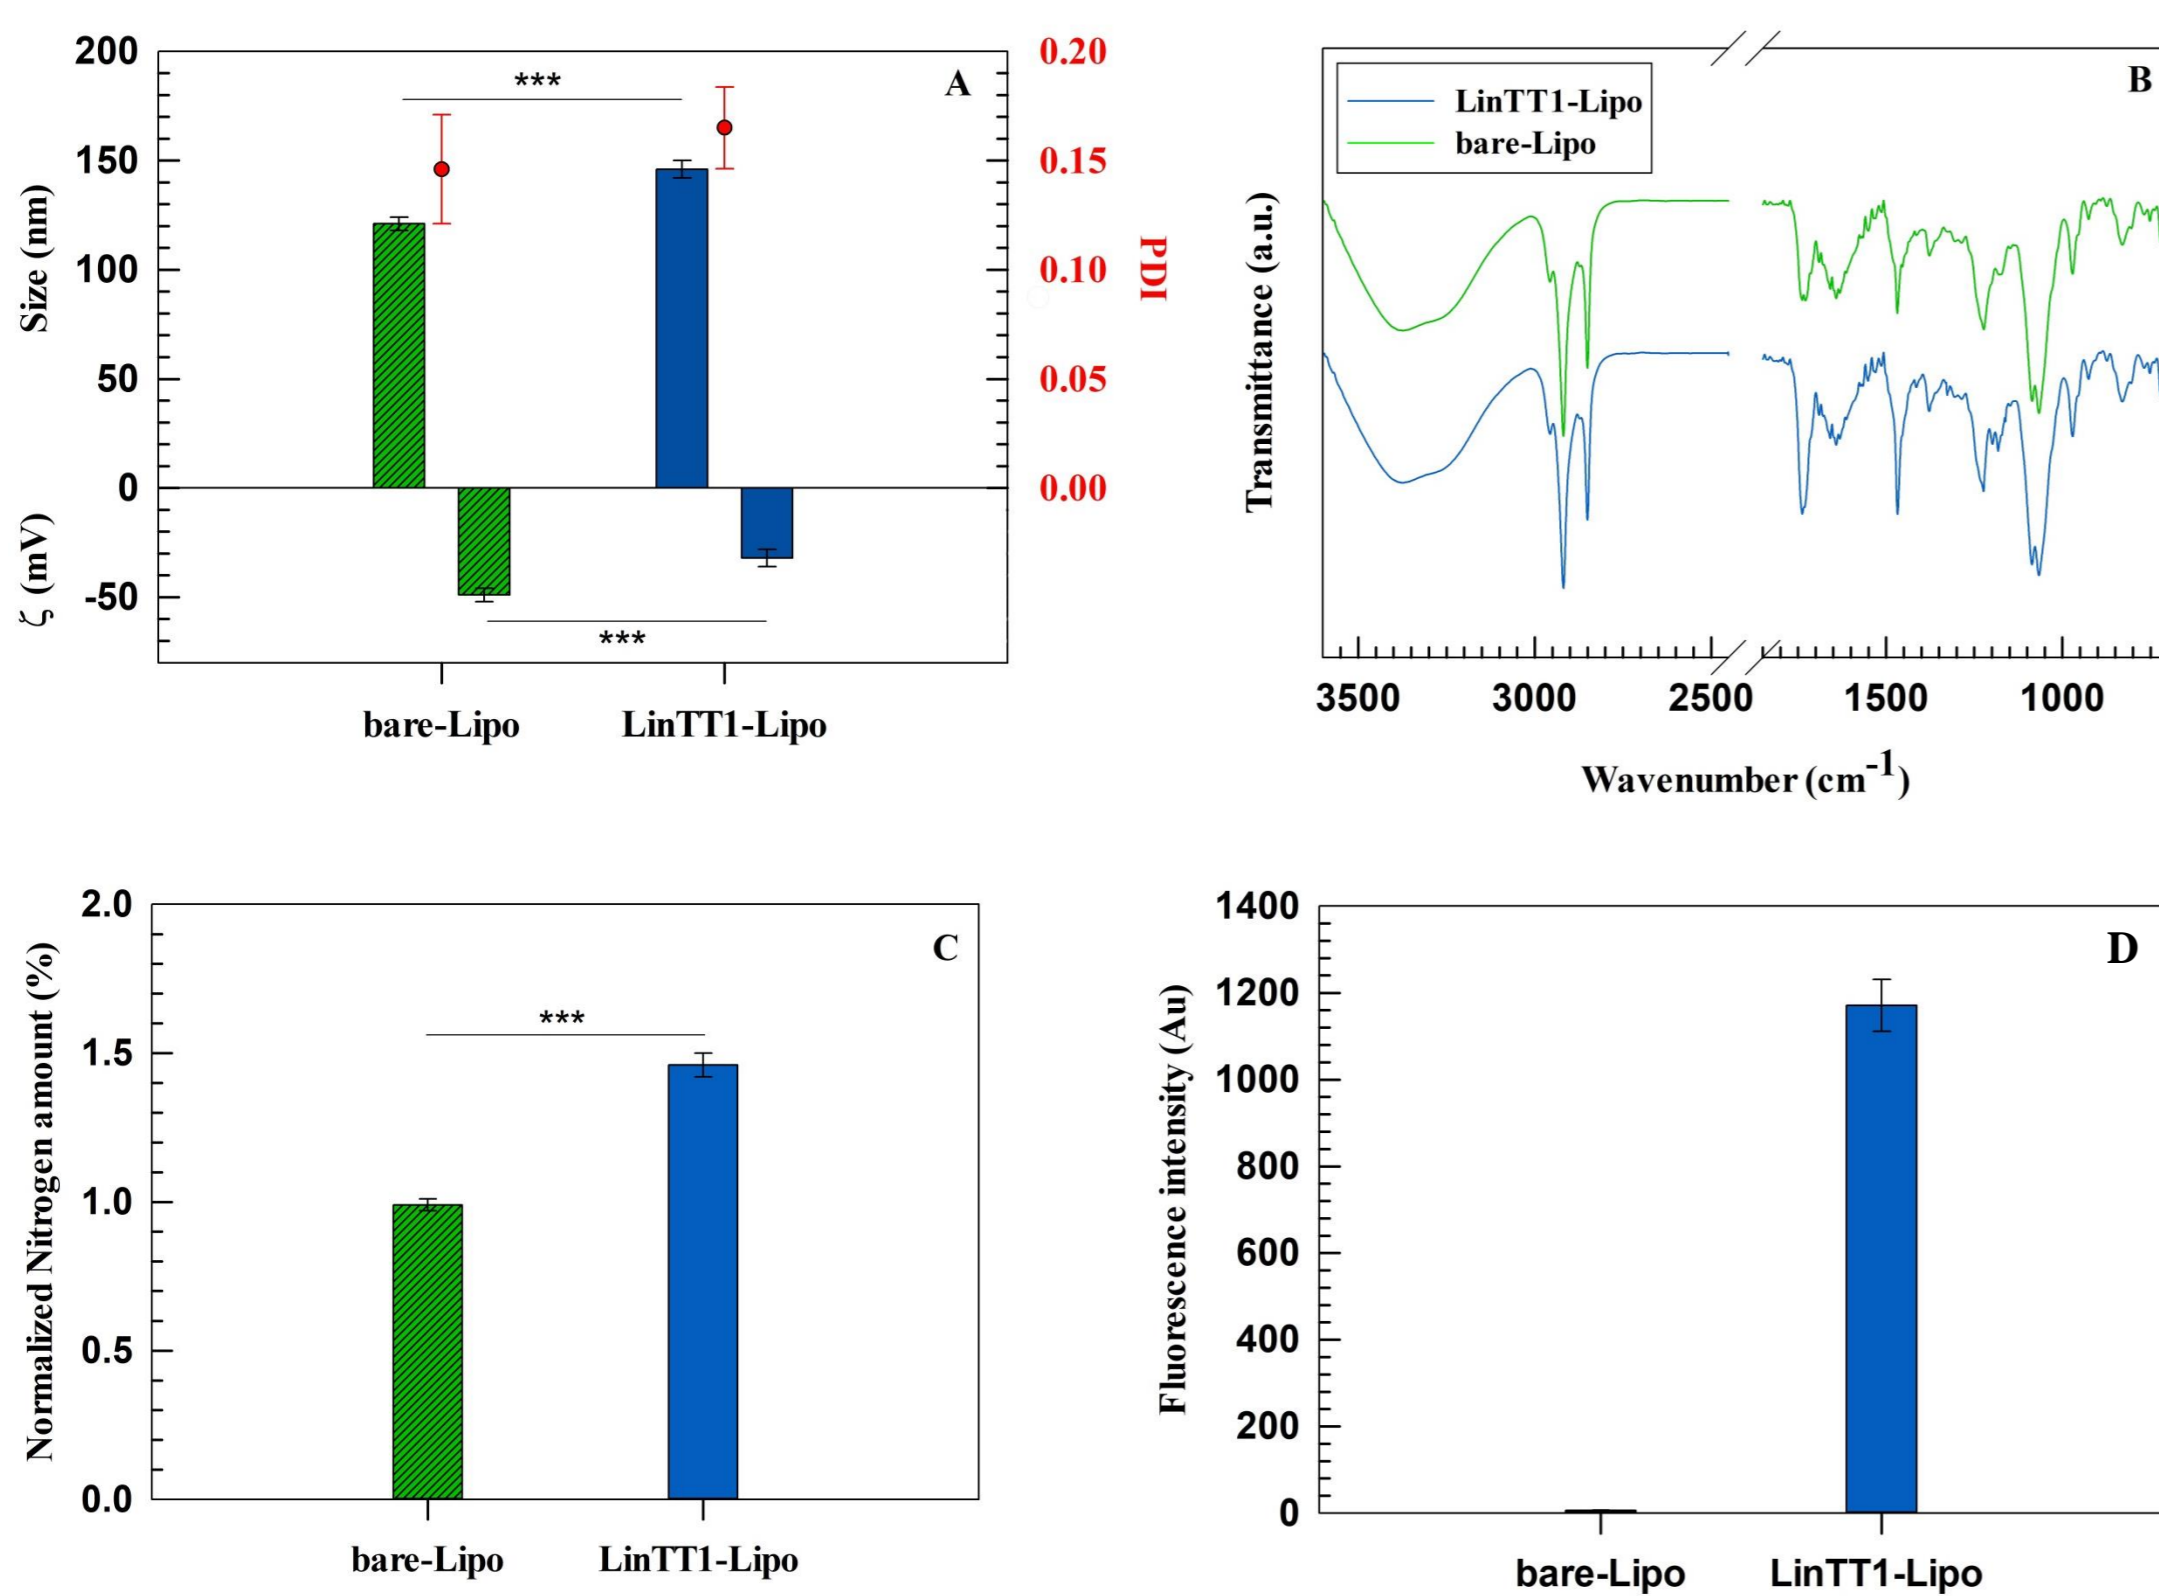 A
200
150
100
50
0
-50
Size (nm)
ζ (mV)
0.20
0.15
0.10
0.05
0.00
PDI
***
***
bare-Lipo
LinTT1-Lipo
B
LinTT1-Lipo
bare-Lipo
Transmittance (a.u.)
3500
3000
2500
1500
1000
Wavenumber (cm-1)
C
2.0
1.5
1.0
0.5
0.0
Normalized Nitrogen amount (%)
***
bare-Lipo
LinTT1-Lipo
D
1400
1200
1000
800
600
400
200
0
Fluorescence intensity (Au)
bare-Lipo
LinTT1-Lipo